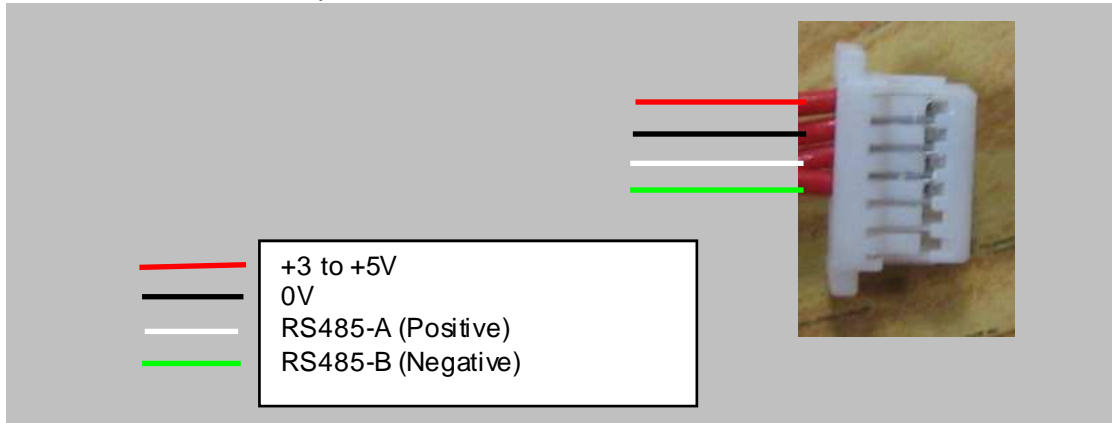 +3 to +5V
0V
RS485-A (Positive)
RS485-B (Negative)